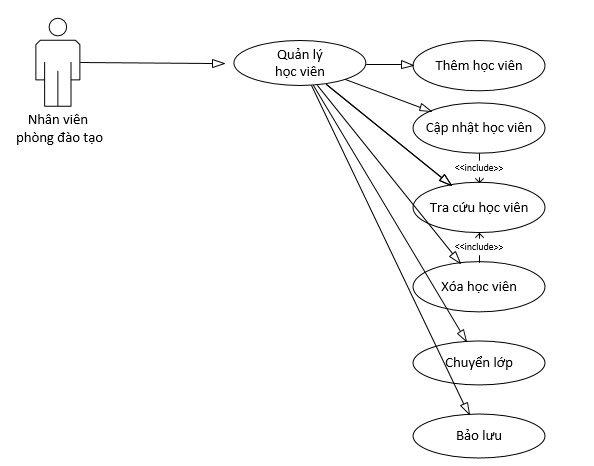 Nhân viên
phòng đào tạo
Quản lý
học viên
Thêm học viên
Cập nhật học viên
<<include>>
Tra cứu học viên
<<include>>
Xóa học viên
Chuyển lớp
Bảo lưu